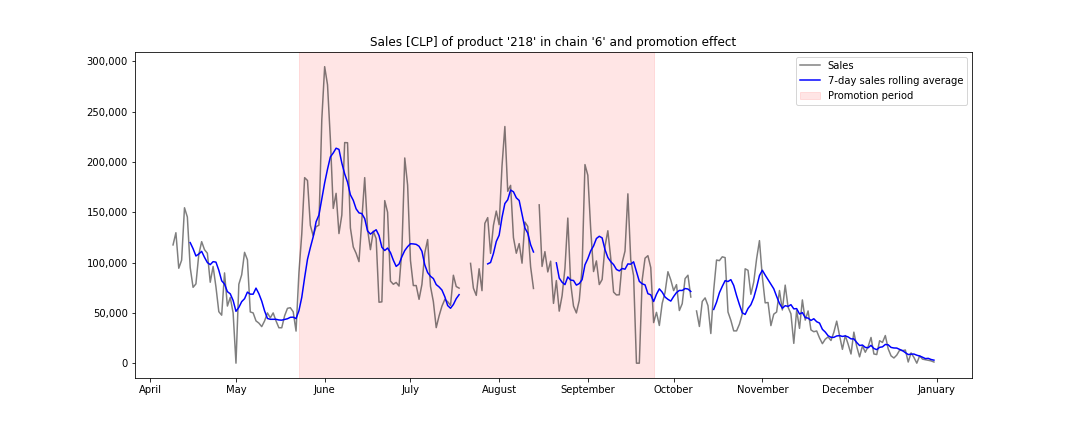 Sales [CLP] of product '218' in chain '6' and promotion effect
300,000
250,000
200,000
150,000
100,000
50,000
0
Sales
7-day sales rolling average
Promotion period
April May June July August September October November December January